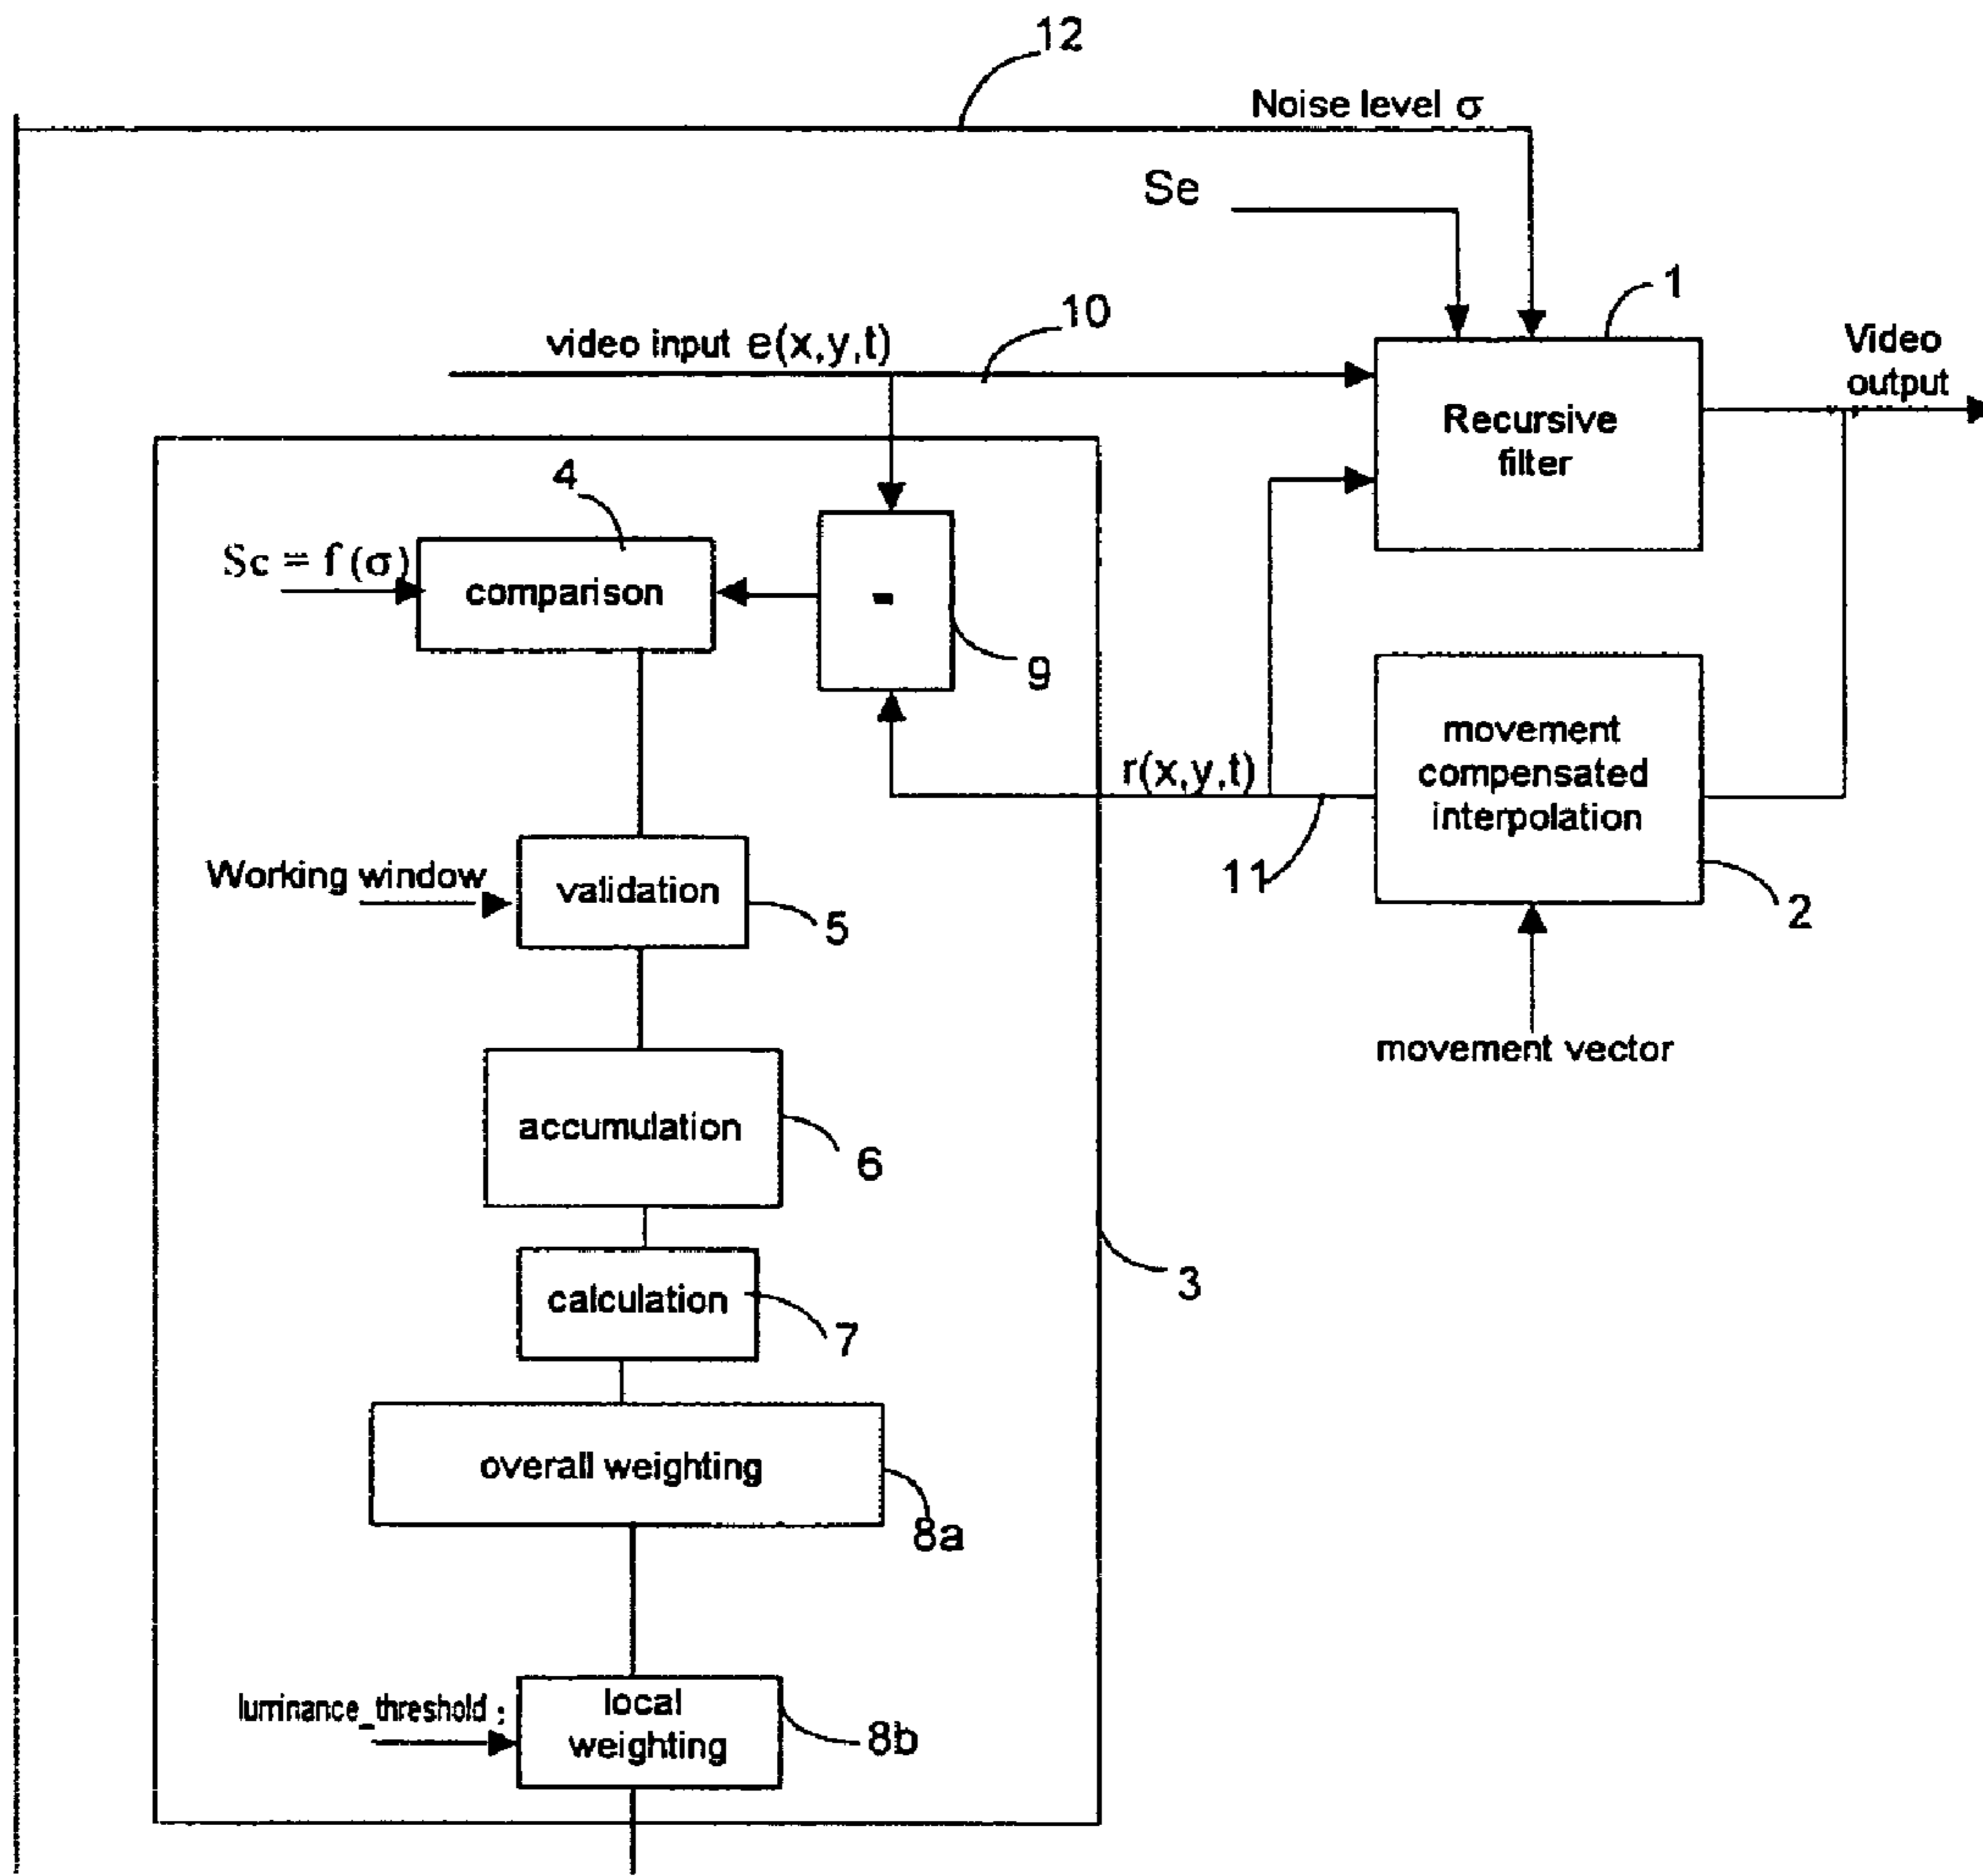 12
Noise level σ
Se
1
10
video input e(x,y,t)
Video
output
Recursive
filter
4
Sc = f (σ)
comparison
-
9
movement
compensated
interpolation
r(x,y,t)
11
2
Working window
validation
5
movement vector
accumulation
6
calculation
7
3
overall weighting
8a
luminance_threshold :
local
weighting
8b